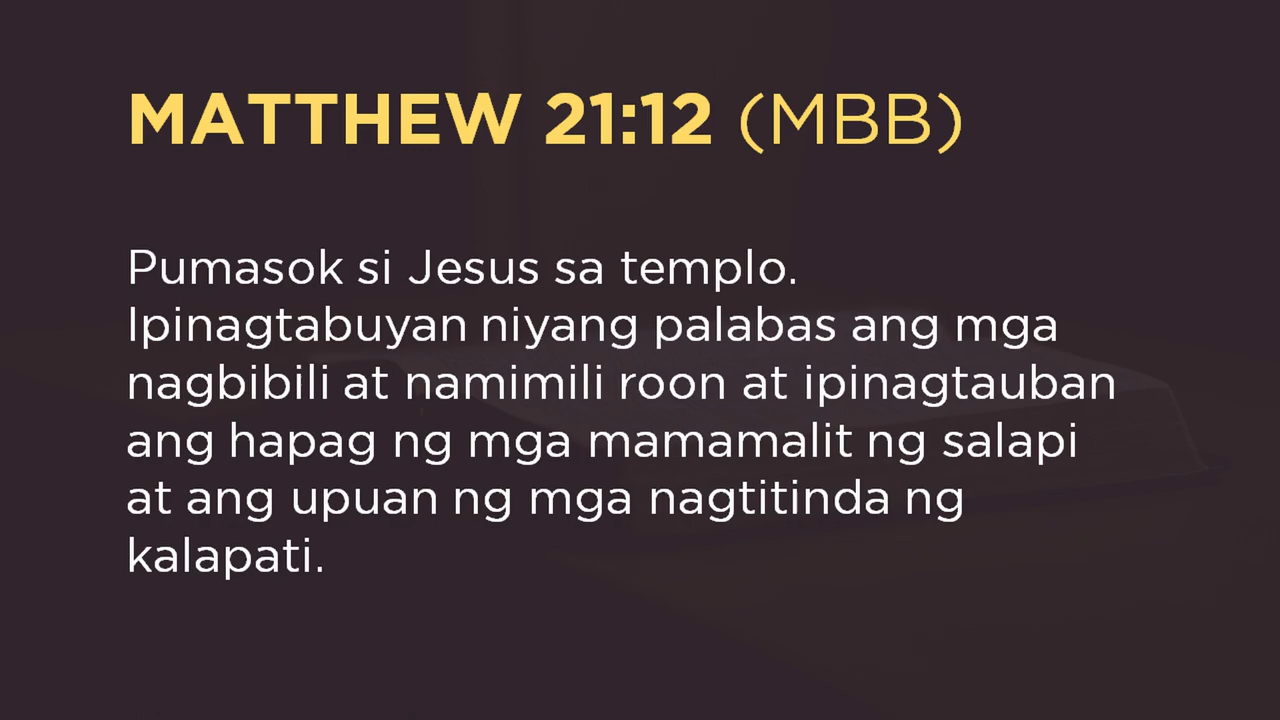 MATTHEW 21:12 (MBB)
Pumasok si Jesus sa templo.
Ipinagtabuyan niyang palabas ang mga
nagbibili at namimili roon at ipinagtauban
ang hapag ng mga mamamalit ng salapi
at ang upuan ng mga nagtitinda ng
kalapati.